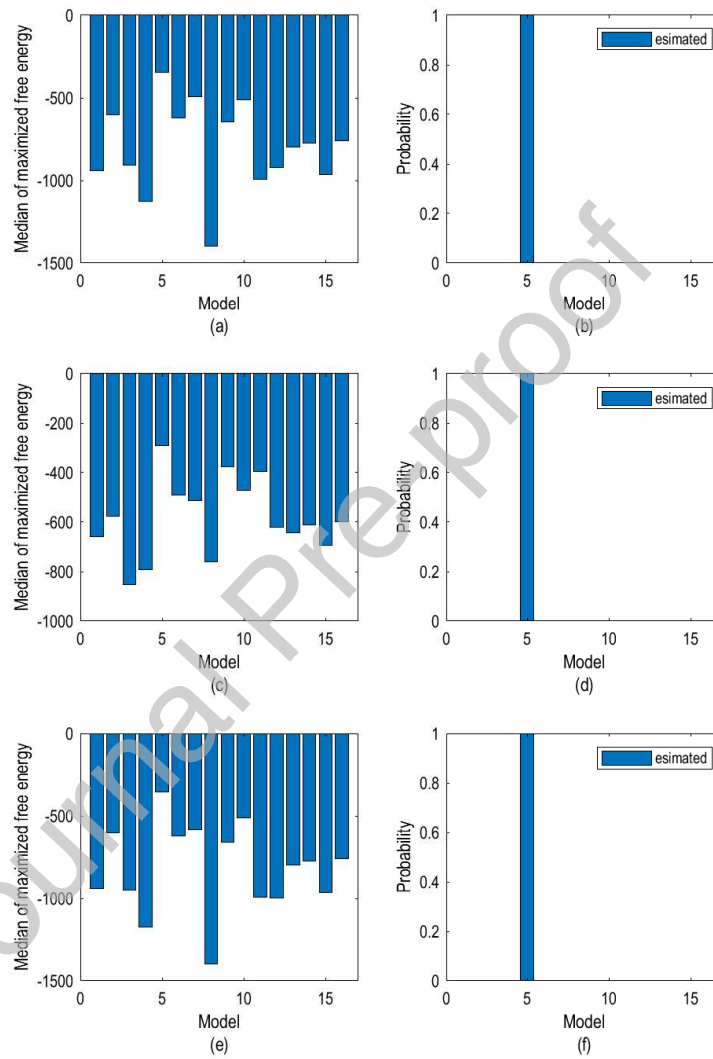 0
-500
-1000
-1500
0 5 10 15
Median of maximized free energy
Model
(a)
1
0.8
0.6
0.4
0.2
0
0 5 10 15
Probability
Model
(b)
esimated
0
-200
-400
-600
-800
-1000
0 5 10 15
Median of maximized free energy
Model
(c)
1
0.8
0.6
0.4
0.2
0
0 5 10 15
Probability
Model
(d)
esimated
0
-500
-1000
-1500
0 5 10 15
Median of maximized free energy
Model
(e)
1
0.8
0.6
0.4
0.2
0
0 5 10 15
Probability
Model
(f)
esimated
ournal Pre-proof